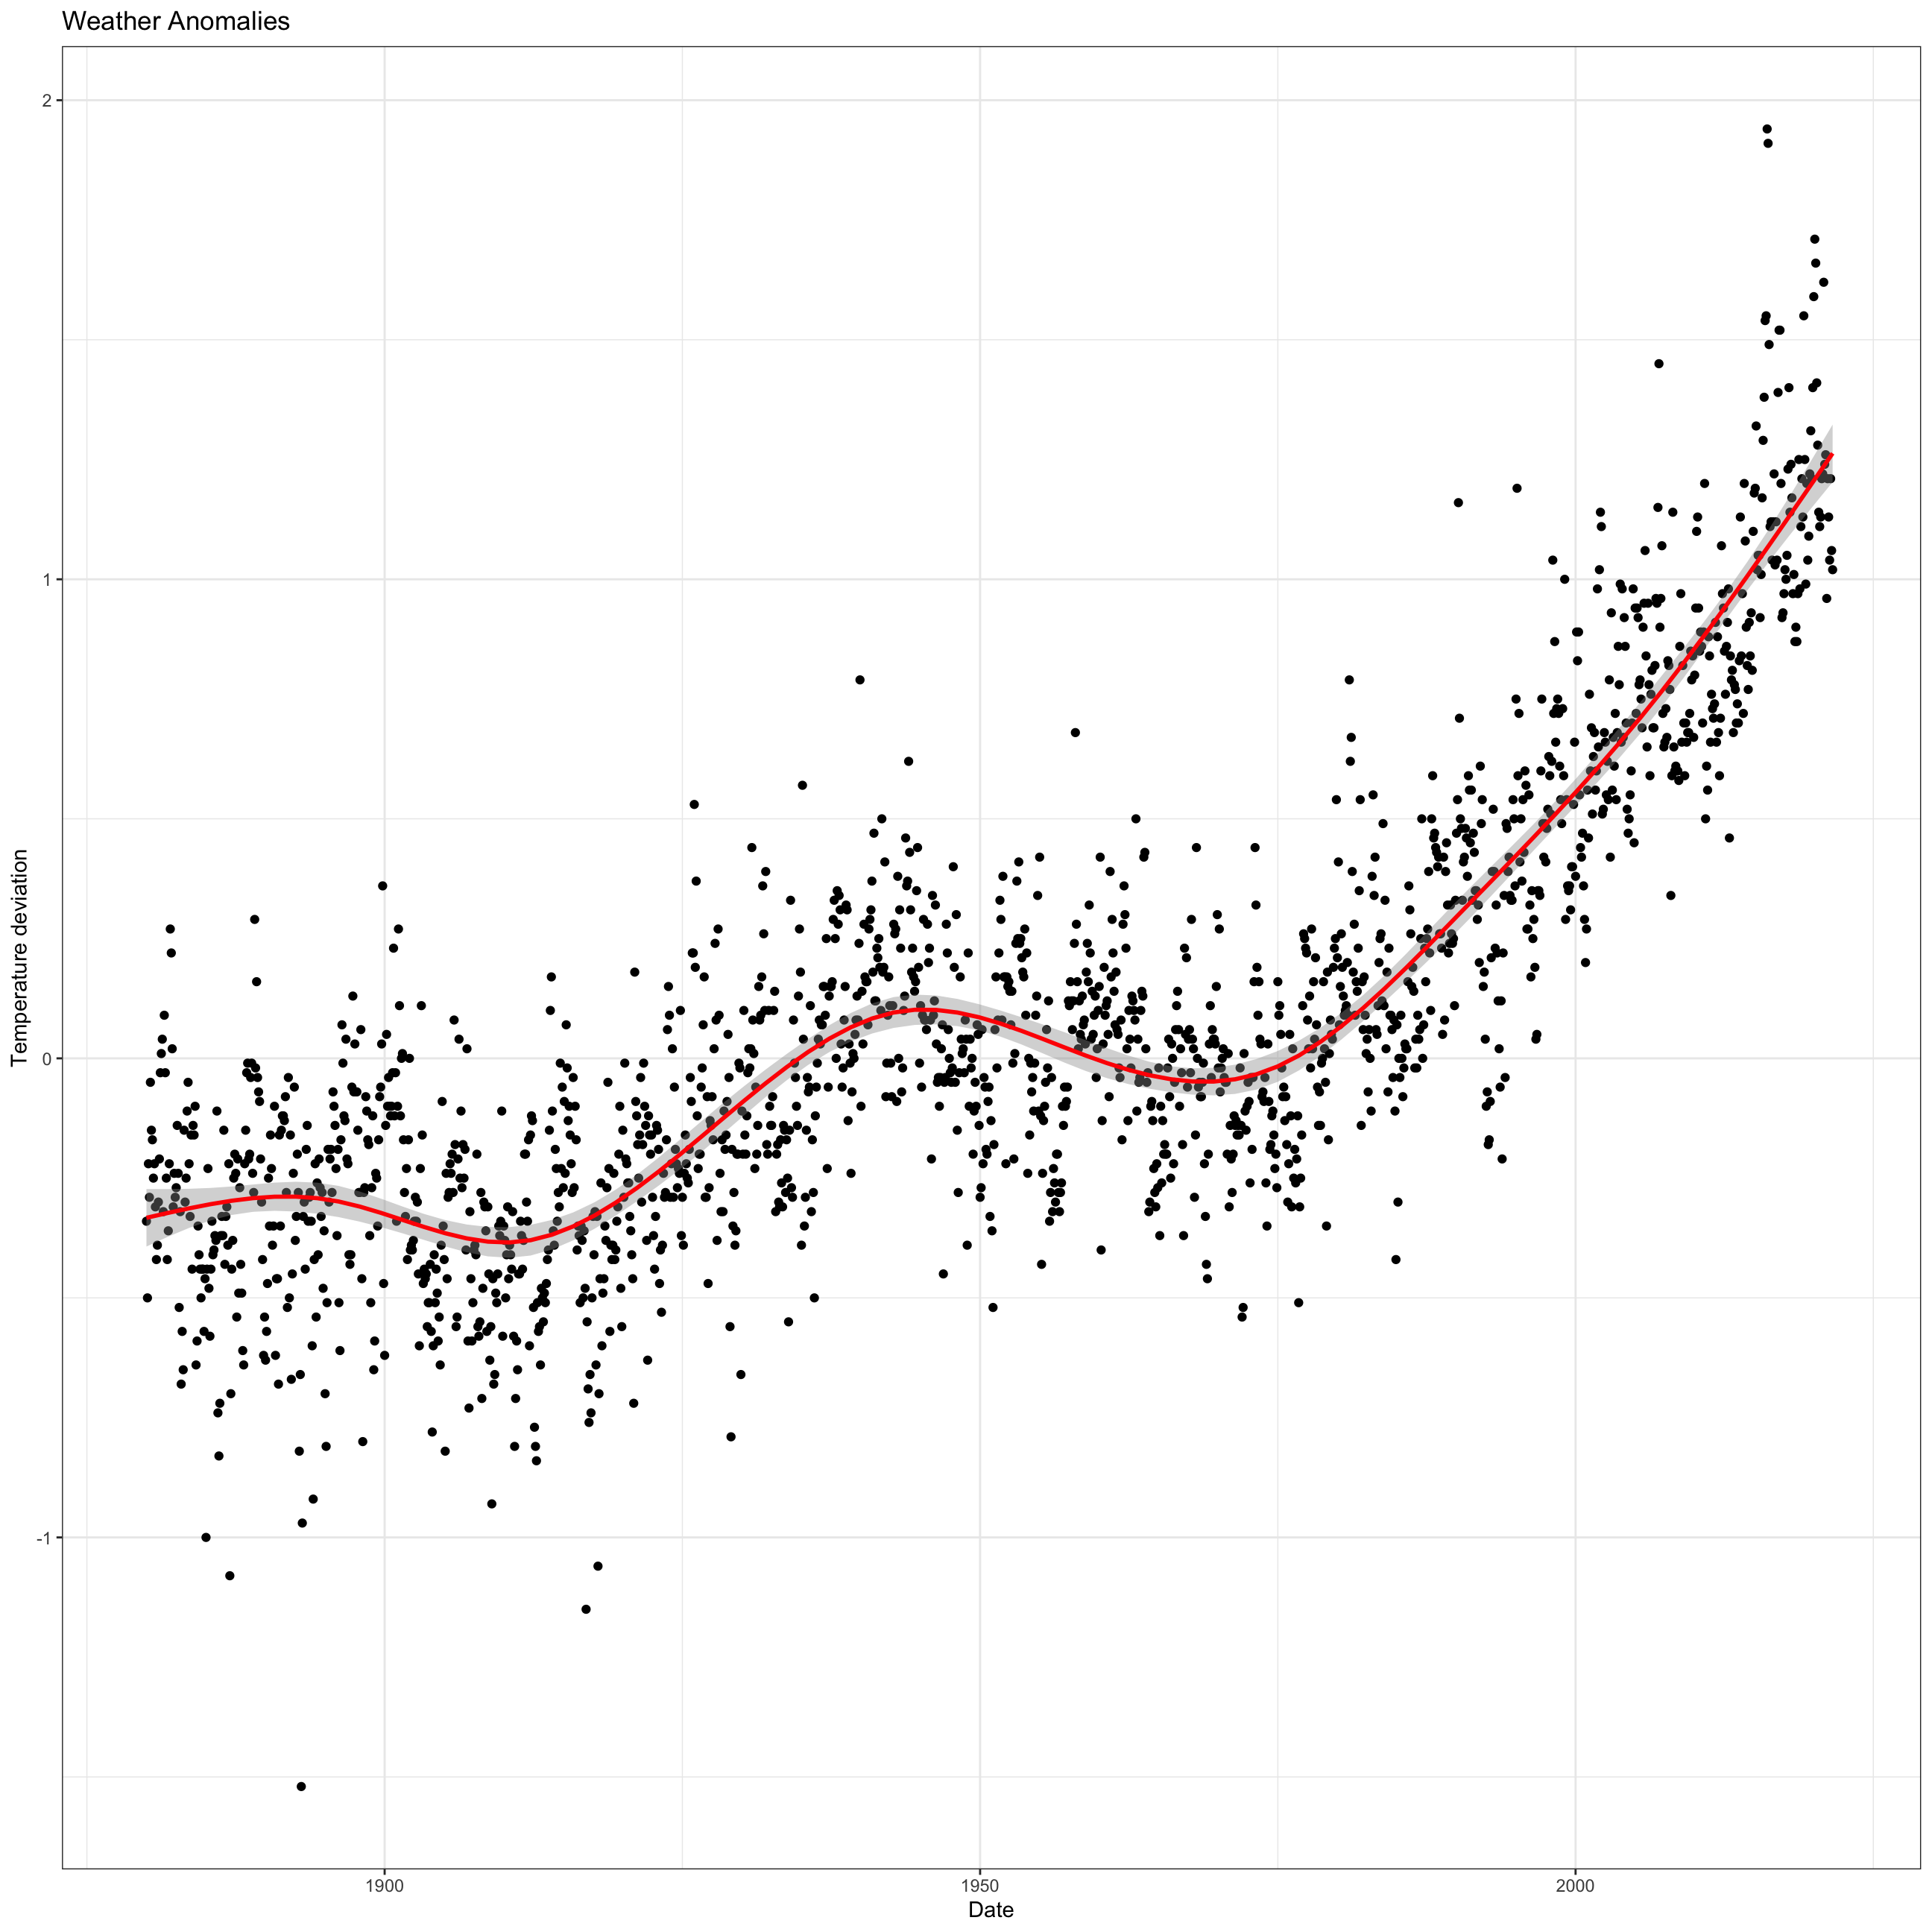 Weather Anomalies
2
1
0
-1
Temperature deviation
1900 1950 2000
Date